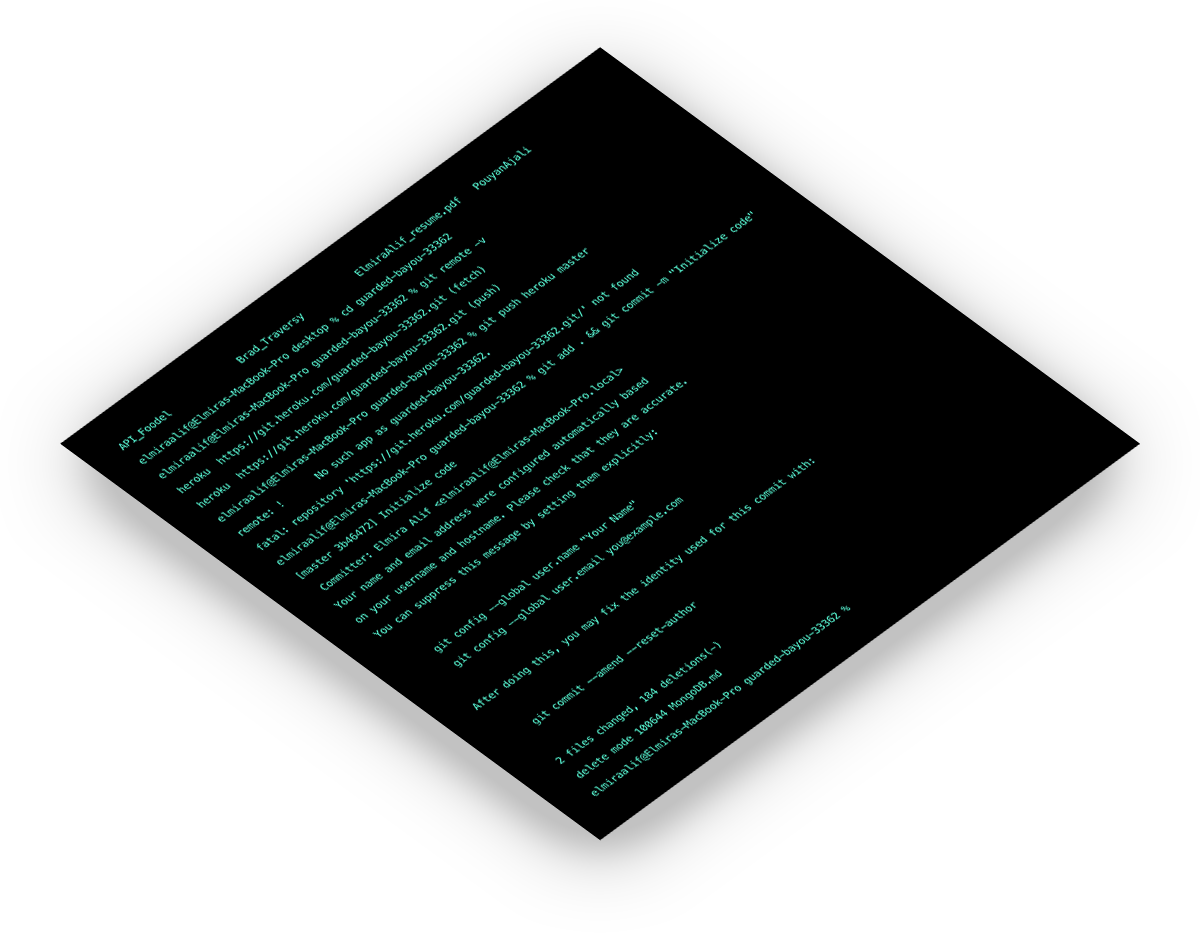 API_Foodel          Brad_Traversy          ElmiraAlif_resume.pdf  PouyanAjali
elmiraalif@Elmiras-MacBook-Pro desktop % cd guarded-bayou-33362
elmiraalif@Elmiras-MacBook-Pro guarded-bayou-33362 % git remote -v
heroku  https://git.heroku.com/guarded-bayou-33362.git (fetch)
heroku  https://git.heroku.com/guarded-bayou-33362.git (push)
elmiraalif@Elmiras-MacBook-Pro guarded-bayou-33362 % git push heroku master
remote: !     No such app as guarded-bayou-33362.
fatal: repository 'https://git.heroku.com/guarded-bayou-33362.git/' not found
elmiraalif@Elmiras-MacBook-Pro guarded-bayou-33362 % git add . && git commit -m "Initialize code"
[master 3b46472] Initialize code
Committer: Elmira Alif <elmiraalif@Elmiras-MacBook-Pro.local>
Your name and email address were configured automatically based
on your username and hostname. Please check that they are accurate.
You can suppress this message by setting them explicitly:
git config --global user.name "Your Name"
git config --global user.email you@example.com
After doing this, you may fix the identity used for this commit with:
git commit --amend --reset-author
2 files changed, 184 deletions(-)
delete mode 100644 MongoDB.md
elmiraalif@Elmiras-MacBook-Pro guarded-bayou-33362 %